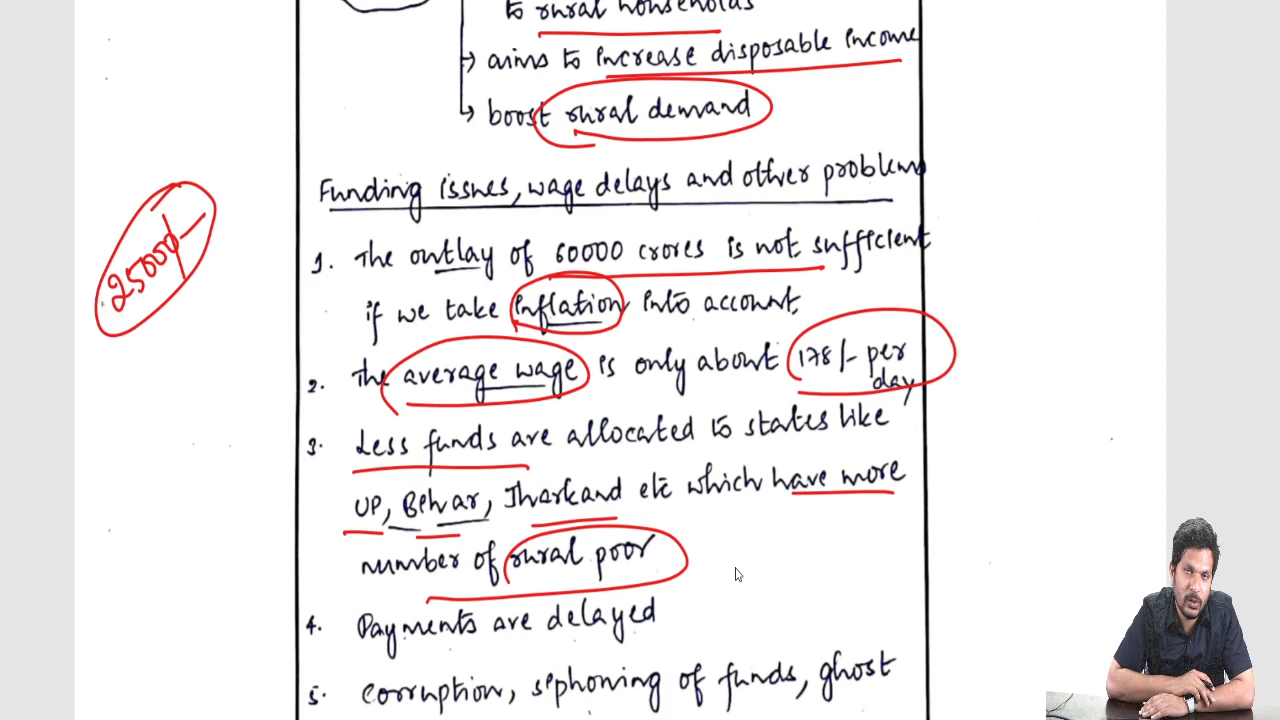 to rural households
→ aims to increase disposable income
→ boost rural demand
Funding issues, wage delays and other problems
1. The outlay of 60000 crores is not sufficient
if we take inflation into account.
25000/-
2. The average wage is only about 178/- per
day
3. Less funds are allocated to states like
UP, Bihar, Jharkand etc which have more
number of rural poor
4. Payments are delayed
5. corruption, siphoning of funds, ghost